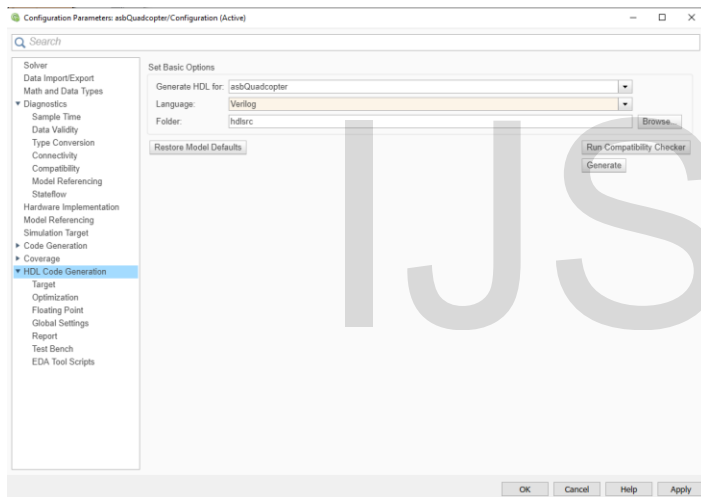 Configuration Parameters: asbQuadcopter/Configuration (Active)
Search
Solver
Data Import/Export
Math and Data Types
Diagnostics
Sample Time
Data Validity
Type Conversion
Connectivity
Compatibility
Model Referencing
Stateflow
Hardware Implementation
Model Referencing
Simulation Target
Code Generation
Coverage
HDL Code Generation
Target
Optimization
Floating Point
Global Settings
Report
Test Bench
EDA Tool Scripts
Set Basic Options
Generate HDL for: asbQuadcopter
Language: Verilog
Folder: hdlsrc Browse...
Restore Model Defaults Run Compatibility Checker
Generate
IJS
OK Cancel Help Apply